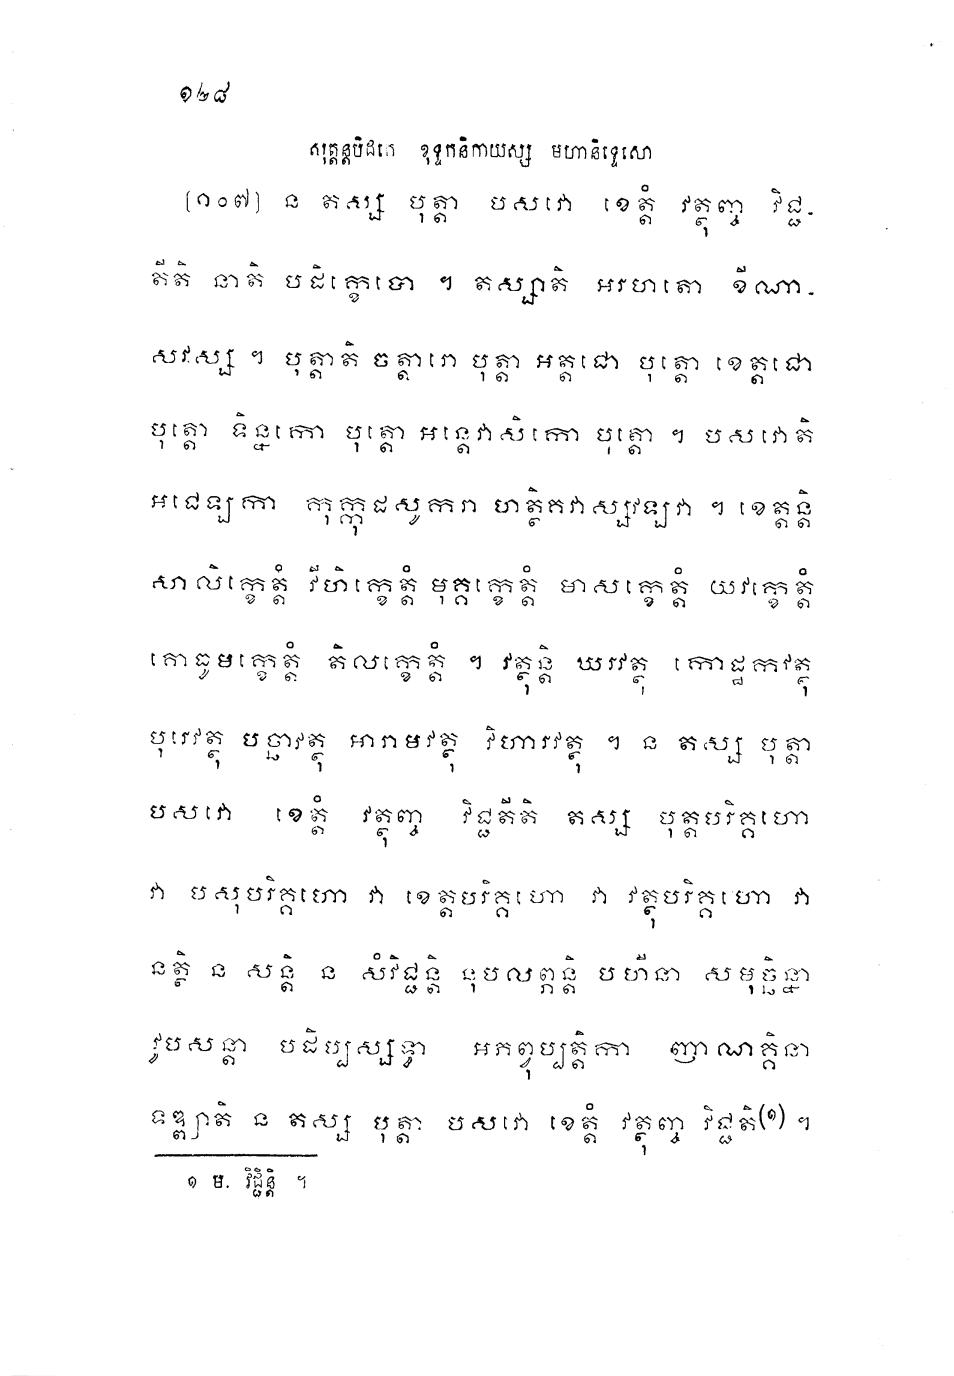 ១២៨
សុត្តន្តបិដកេ ខុទ្ទកនិកាយស្ស មហានិទ្ទេសោ
[១០៧] ន តស្ស បុត្តា បសវោ ខេត្តំ វត្ថុញ្ច វិជ្ជ-
តីតិ នាតិ បដិក្ខេបោ ។ តស្សាតិ អរហតោ ខីណា-
សវស្ស ។ បុត្តាតិ ចត្តារោ បុត្តា អត្តជោ បុត្តោ ខេត្តជោ
បុត្តោ ទិន្នកោ បុត្តោ អន្តេវាសិកោ បុត្តោ ។ បសវោតិ
អជេឡកា កុក្កុដសូករា ហត្ថិគវាស្សវឡវា ។ ខេត្តន្តិ
សាលិក្ខេត្តំ វីហិក្ខេត្តំ មុគ្គក្ខេត្តំ មាសក្ខេត្តំ យវក្ខេត្តំ
គោធូមក្ខេត្តំ តិលក្ខេត្តំ ។ វត្ថុន្តិ ឃរវត្ថុ កោដ្ឋកវត្ថុ
បុរេវត្ថុ បច្ឆាវត្ថុ អារាមវត្ថុ វិហារវត្ថុ ។ ន តស្ស បុត្តា
បសវោ ខេត្តំ វត្ថុញ្ច វិជ្ជតីតិ តស្ស បុត្តបរិគ្គហោ
វា បសុបរិគ្គហោ វា ខេត្តបរិគ្គហោ វា វត្ថុបរិគ្គហោ វា
នត្ថិ ន សន្តិ ន សំវិជ្ជន្តិ នុបលព្ភន្តិ បហីនា សមុច្ឆិន្នា
វូបសន្តា បដិប្បស្សទ្ធា អភព្វុប្បត្តិកា ញាណគ្គិនា
ទឌ្ឍាតិ ន តស្ស បុត្តា បសវោ ខេត្តំ វត្ថុញ្ច វិជ្ជតិ(១) ។
១ ម. វិជ្ជន្តិ ។